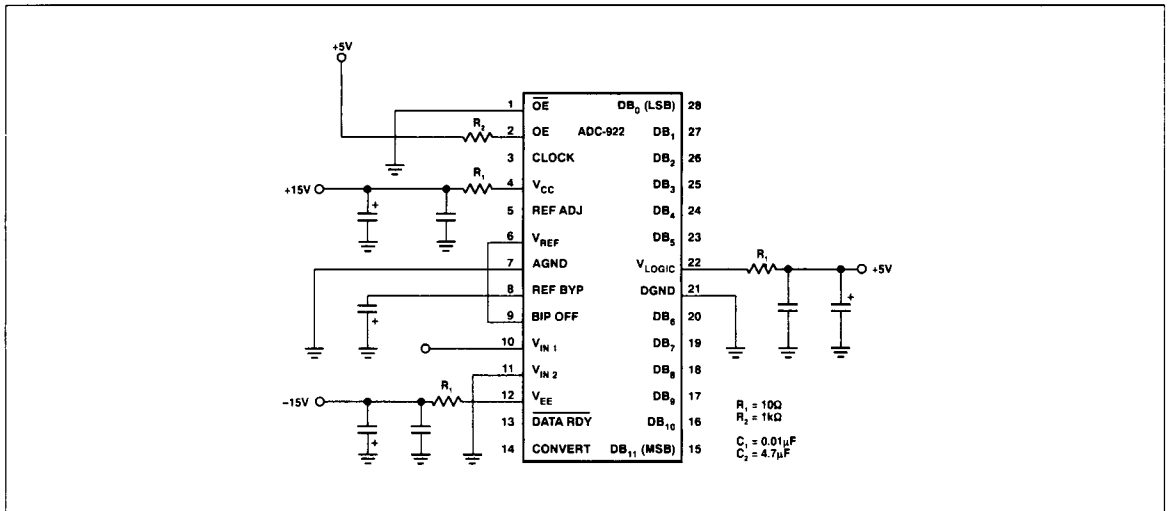 +5V
1 OE DB0 (LSB) 28
R2 2 OE ADC-922 DB1 27
3 CLOCK DB2 26
+15V R1 4 VCC DB3 25
5 REF ADJ DB4 24
6 VREF DB5 23
7 AGND VLOGIC 22 R1 +5V
8 REF BYP DGND 21
+
9 BIP OFF DB6 20
10 VIN 1 DB7 19
11 VIN 2 DB8 18
-15V R1 12 VEE DB9 17
13 DATA RDY DB10 16
14 CONVERT DB11 (MSB) 15
R1 = 10Ω
R2 = 1kΩ
C1 = 0.01µF
C2 = 4.7µF